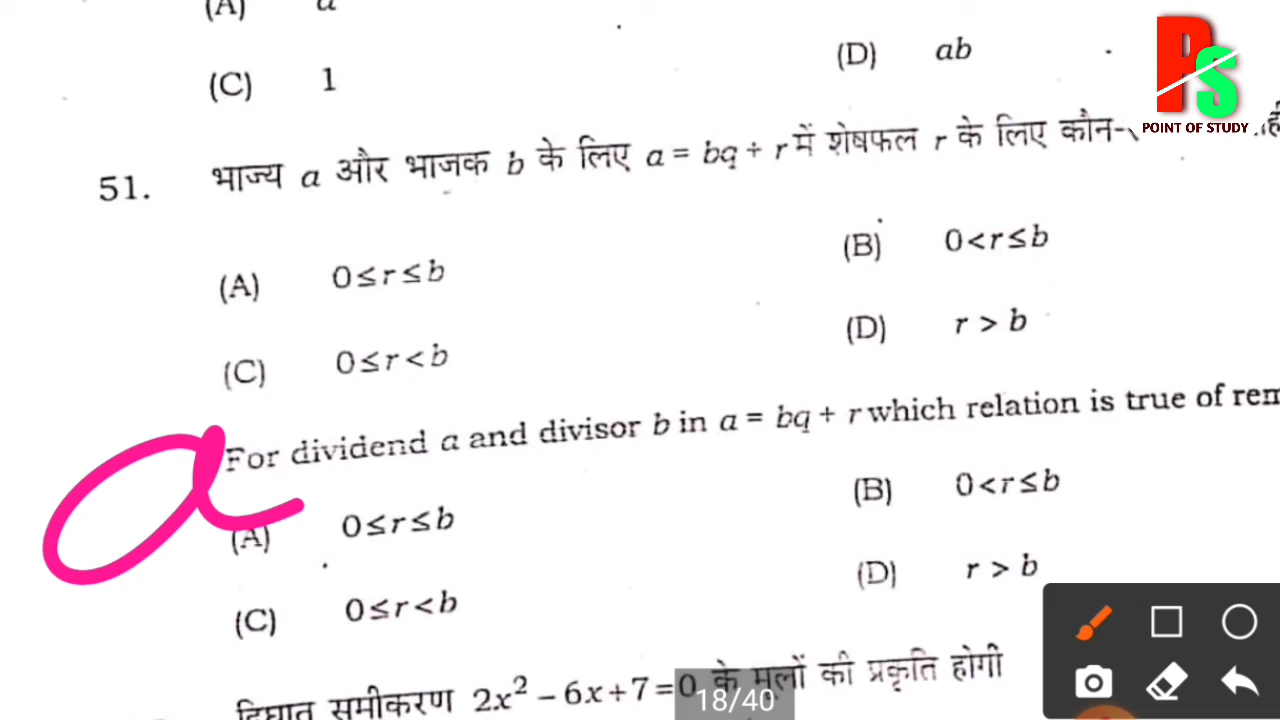 (A) a
(C) 1 (D) ab
PS
POINT OF STUDY
51. भाज्य a और भाजक b के लिए a = bq + r में शेषफल r के लिए कौन-
(A) 0 ≤ r ≤ b (B) 0 < r ≤ b
(C) 0 ≤ r < b (D) r > b
For dividend a and divisor b in a = bq + r which relation is true of rem
a
(A) 0 ≤ r ≤ b (B) 0 < r ≤ b
(C) 0 ≤ r < b (D) r > b
द्विघात समीकरण 2x² – 6x + 7 = 0 के मूलों की प्रकृति होगी
18/40